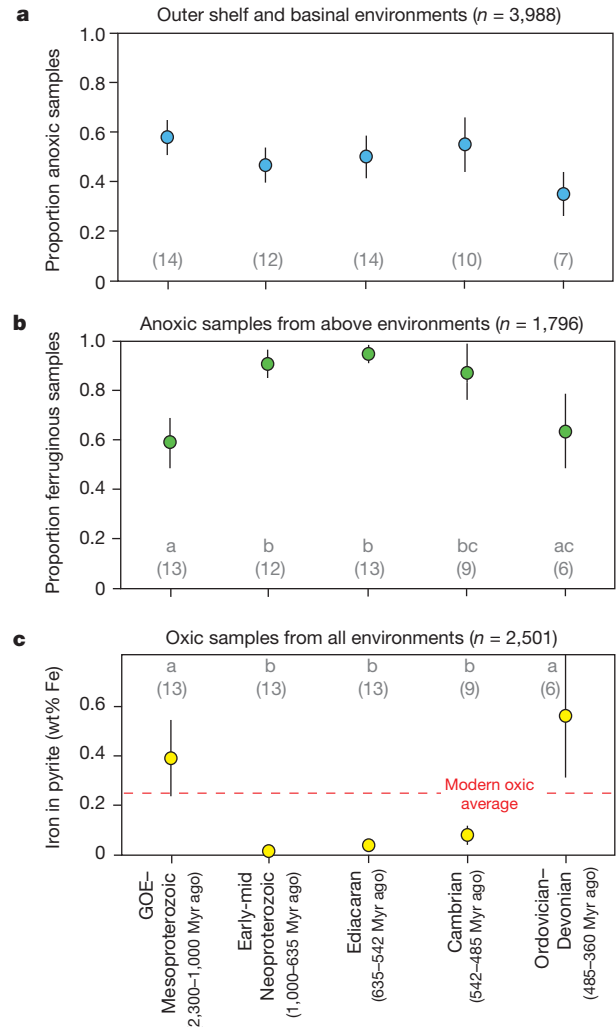 a Outer shelf and basinal environments (n = 3,988)
Proportion anoxic samples
1.0
0.8
0.6
0.4
0.2
0
(14) (12) (14) (10) (7)
b Anoxic samples from above environments (n = 1,796)
Proportion ferruginous samples
1.0
0.8
0.6
0.4
0.2
0
a b b bc ac
(13) (12) (13) (9) (6)
c Oxic samples from all environments (n = 2,501)
Iron in pyrite (wt% Fe)
a b b b a
(13) (13) (13) (9) (6)
0.6
0.4
0.2
0
Modern oxic
average
GOE–
Mesoproterozoic
2,300–1,000 Myr ago)
Early-mid
Neoproterozoic
(1,000–635 Myr ago)
Ediacaran
(635–542 Myr ago)
Cambrian
(542–485 Myr ago)
Ordovician–
Devonian
(485–360 Myr ago)